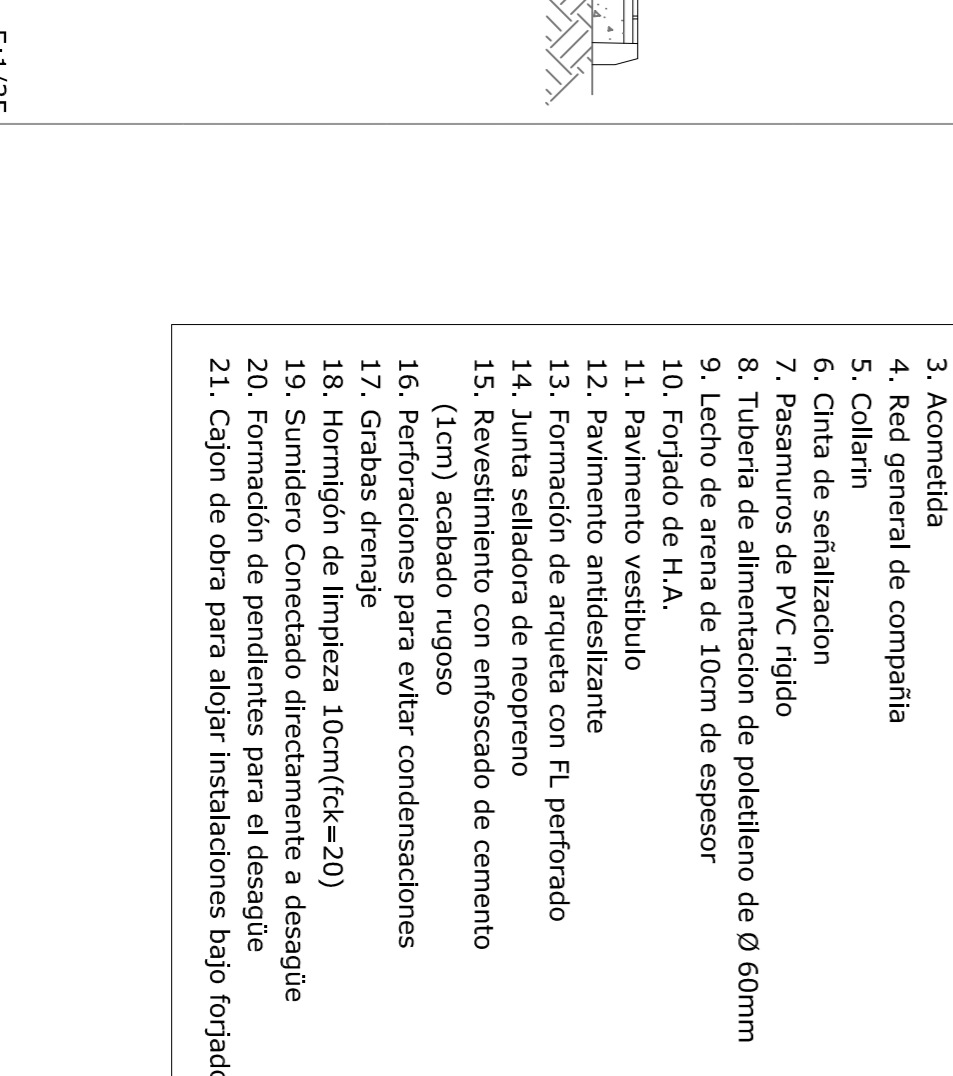 3. Acometida
4. Red general de compañia
5. Collarin
6. Cinta de señalizacion
7. Pasamuros de PVC rigido
8. Tuberia de alimentacion de poletileno de Ø 60mm
9. Lecho de arena de 10cm de espesor
10. Forjado de H.A.
11. Pavimento vestibulo
12. Pavimento antideslizante
13. Formación de arqueta con FL perforado
14. Junta selladora de neopreno
15. Revestimiento con enfoscado de cemento
(1cm) acabado rugoso
16. Perforaciones para evitar condensaciones
17. Grabas drenaje
18. Hormigón de limpieza 10cm(fck=20)
19. Sumidero Conectado directamente a desagüe
20. Formación de pendientes para el desagüe
21. Cajon de obra para alojar instalaciones bajo forjado